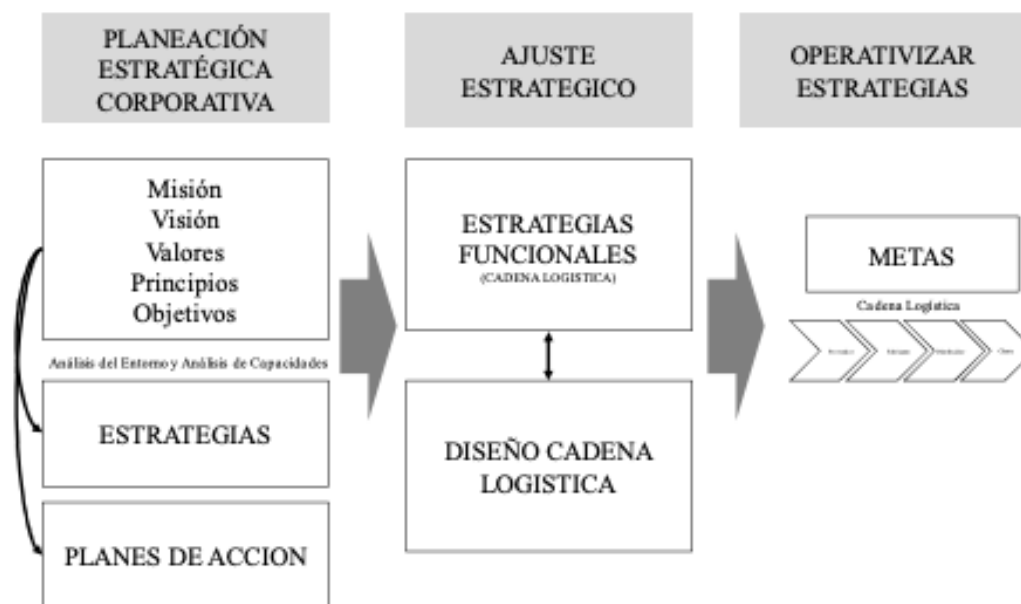 PLANEACIÓN
ESTRATÉGICA
CORPORATIVA
Misión
Visión
Valores
Principios
Objetivos
Análisis del Entorno y Análisis de Capacidades
ESTRATEGIAS
PLANES DE ACCION
AJUSTE
ESTRATEGICO
ESTRATEGIAS
FUNCIONALES
(CADENA LOGISTICA)
DISEÑO CADENA
LOGISTICA
OPERATIVIZAR
ESTRATEGIAS
METAS
Cadena Logística